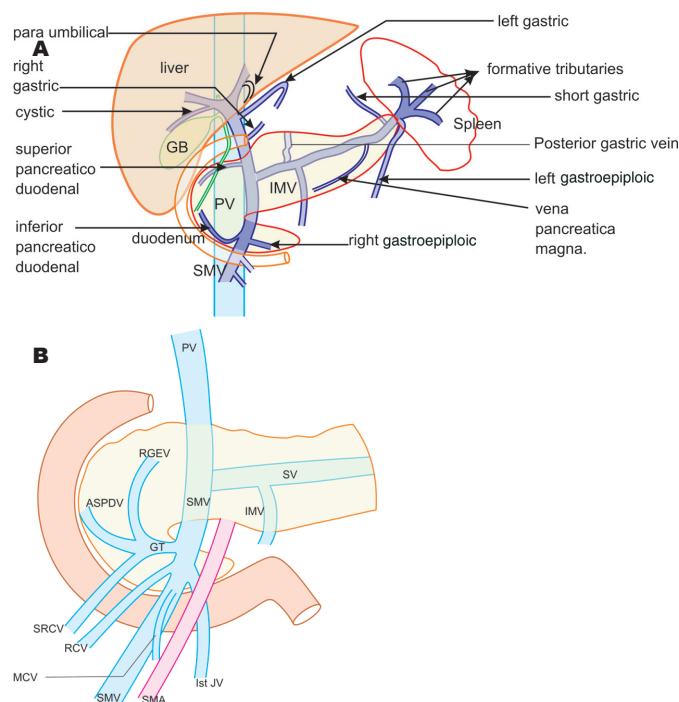 para umbilical
left gastric
A
liver
right
gastric
formative tributaries
short gastric
cystic
Spleen
GB
Posterior gastric vein
superior
pancreatico
duodenal
IMV
left gastroepiploic
PV
vena
pancreatica
magna.
inferior
pancreatico
duodenal
duodenum
right gastroepiploic
SMV
B
PV
RGEV
SV
ASPDV
SMV
IMV
GT
SRCV
RCV
MCV
Ist JV
SMV
SMA